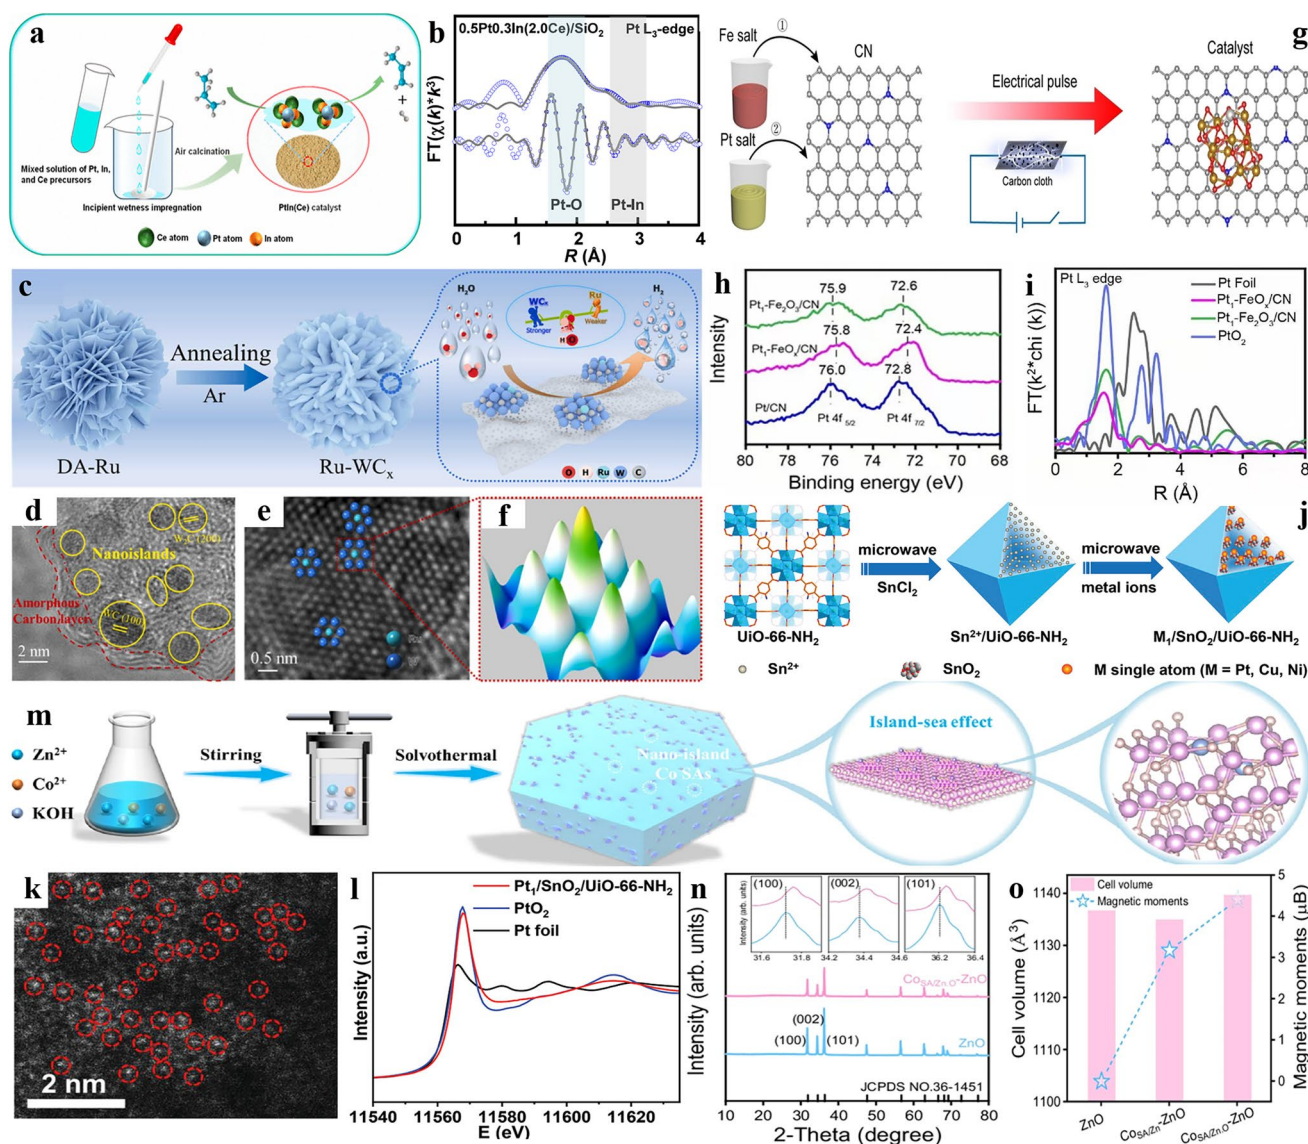 a
Mixed solution of Pt, In,
and Ce precursors
Incipient wetness impregnation
Air calcination
PtIn(Ce) catalyst
+
Ce atom
Pt atom
In atom
b
0.5Pt0.3In(2.0Ce)/SiO₂
Pt L₃-edge
FT(χ(k)*k³)
Pt-O
Pt-In
0 1 2 3 4
R (Å)
g
Fe salt
①
Pt salt
②
CN
Electrical pulse
Carbon cloth
Catalyst
c
DA-Ru
Annealing
Ar
Ru-WCₓ
H₂O
H₂
WCₓ
Stronger
Ru
Weaker
H O
O H Ru W C
h
Intensity
Pt₁-Fe₂O₃/CN
75.9
72.6
Pt₁-FeOₓ/CN
75.8
72.4
Pt/CN
76.0
72.8
Pt 4f 5/2
Pt 4f 7/2
80 78 76 74 72 70 68
Binding energy (eV)
i
FT(k²*chi (k))
Pt L₃ edge
Pt Foil
Pt₁-FeOₓ/CN
Pt₁-Fe₂O₃/CN
PtO₂
0 2 4 6 8
R (Å)
d
W₂C (200)
Nanoislands
Amorphous
Carbon layer
WC (100)
2 nm
e
Ru
W
0.5 nm
f
j
UiO-66-NH₂
microwave
SnCl₂
Sn²⁺/UiO-66-NH₂
microwave
metal ions
M₁/SnO₂/UiO-66-NH₂
Sn²⁺
SnO₂
M single atom (M = Pt, Cu, Ni)
m
Zn²⁺
Co²⁺
KOH
Stirring
Solvothermal
Nano-island
Co SAs
Island-sea effect
k
2 nm
l
Intensity (a.u.)
Pt₁/SnO₂/UiO-66-NH₂
PtO₂
Pt foil
11540 11560 11580 11600 11620
E (eV)
n
Intensity (arb. units)
Intensity (arb. units)
(100)
(002)
(101)
31.6 31.8 34.2 34.4 34.6 36.2 36.4
CoSA/Zn,O-ZnO
(002)
(100)
(101)
ZnO
JCPDS NO.36-1451
10 20 30 40 50 60 70 80
2-Theta (degree)
o
Cell volume
Magnetic moments
Cell volume (Å³)
1140
1130
1120
1110
1100
Magnetic moments (μB)
5
4
3
2
1
0
ZnO
CoSA/Zn-ZnO
CoSA/Zn,O-ZnO